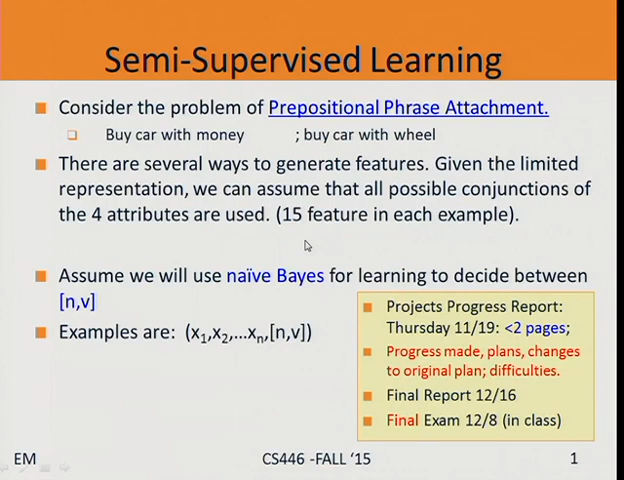 Semi-Supervised Learning
Consider the problem of Prepositional Phrase Attachment.
Buy car with money ; buy car with wheel
There are several ways to generate features. Given the limited
representation, we can assume that all possible conjunctions of
the 4 attributes are used. (15 feature in each example).
Assume we will use naïve Bayes for learning to decide between
[n,v]
Examples are: (x1,x2,…xn,[n,v])
Projects Progress Report:
Thursday 11/19: <2 pages;
Progress made, plans, changes
to original plan; difficulties.
Final Report 12/16
Final Exam 12/8 (in class)
EM CS446 -FALL '15 1